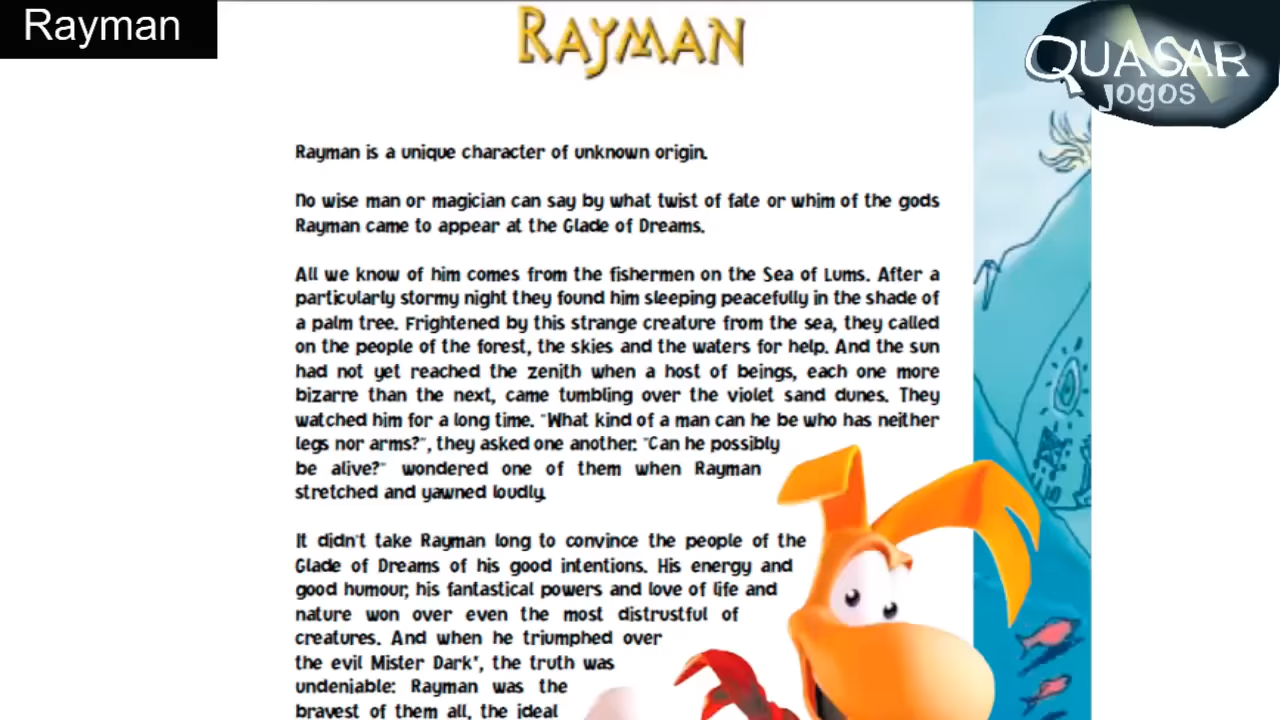 Rayman
RAYMAN
QUASAR
jogos
Rayman is a unique character of unknown origin.
No wise man or magician can say by what twist of fate or whim of the gods
Rayman came to appear at the Glade of Dreams.
All we know of him comes from the fishermen on the Sea of Lums. After a
particularly stormy night they found him sleeping peacefully in the shade of
a palm tree. Frightened by this strange creature from the sea, they called
on the people of the forest, the skies and the waters for help. And the sun
had not yet reached the zenith when a host of beings, each one more
bizarre than the next, came tumbling over the violet sand dunes. They
watched him for a long time. "What kind of a man can he be who has neither
legs nor arms?", they asked one another. "Can he possibly
be alive?" wondered one of them when Rayman
stretched and yawned loudly.
It didn't take Rayman long to convince the people of the
Glade of Dreams of his good intentions. His energy and
good humour, his fantastical powers and love of life and
nature won over even the most distrustful of
creatures. And when he triumphed over
the evil Mister Dark*, the truth was
undeniable: Rayman was the
bravest of them all, the ideal